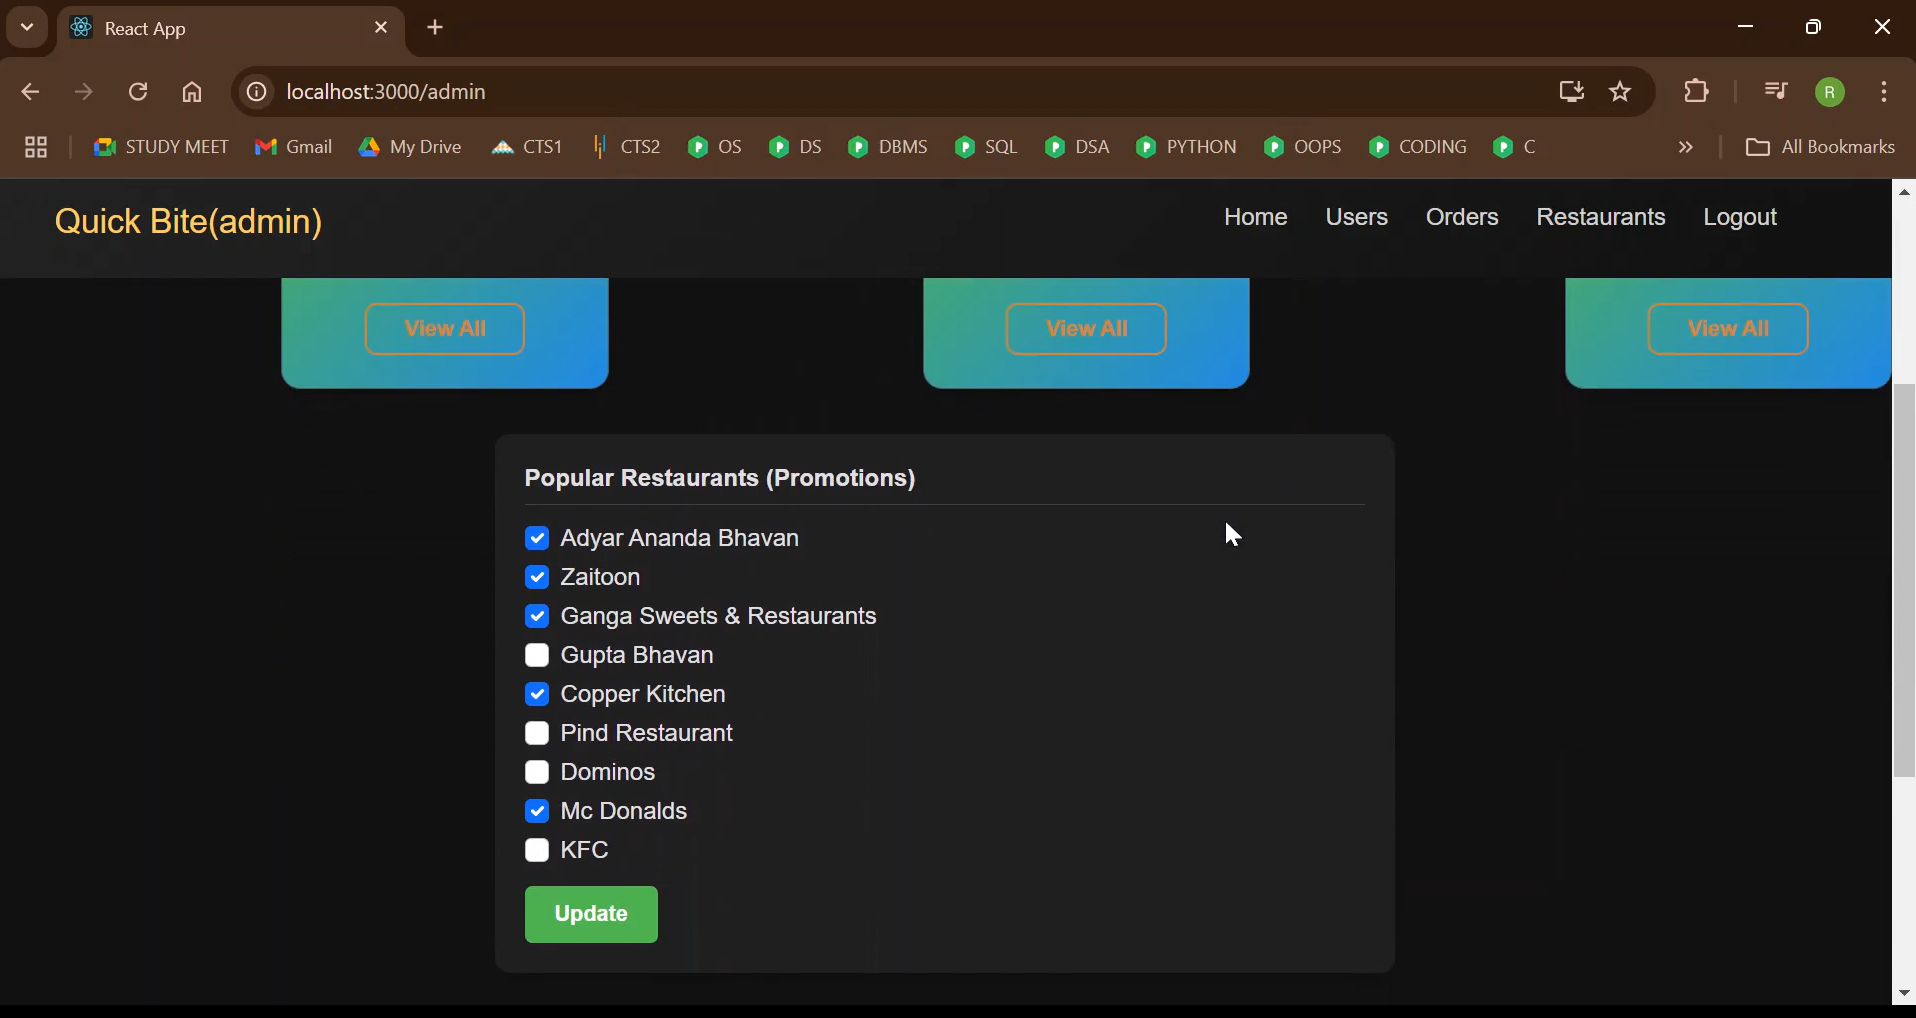 React App
localhost:3000/admin
R
STUDY MEET Gmail My Drive CTS1 CTS2 OS DS DBMS SQL DSA PYTHON OOPS CODING C All Bookmarks
Quick Bite(admin) Home Users Orders Restaurants Logout
View All View All View All
Popular Restaurants (Promotions)
Adyar Ananda Bhavan
Zaitoon
Ganga Sweets & Restaurants
Gupta Bhavan
Copper Kitchen
Pind Restaurant
Dominos
Mc Donalds
KFC
Update